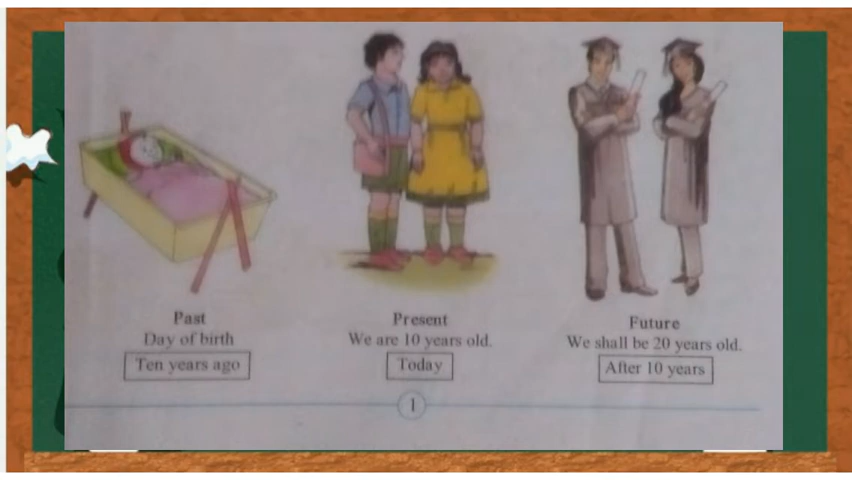 Past
Day of birth
Ten years ago
Present
We are 10 years old.
Today
Future
We shall be 20 years old.
After 10 years
1